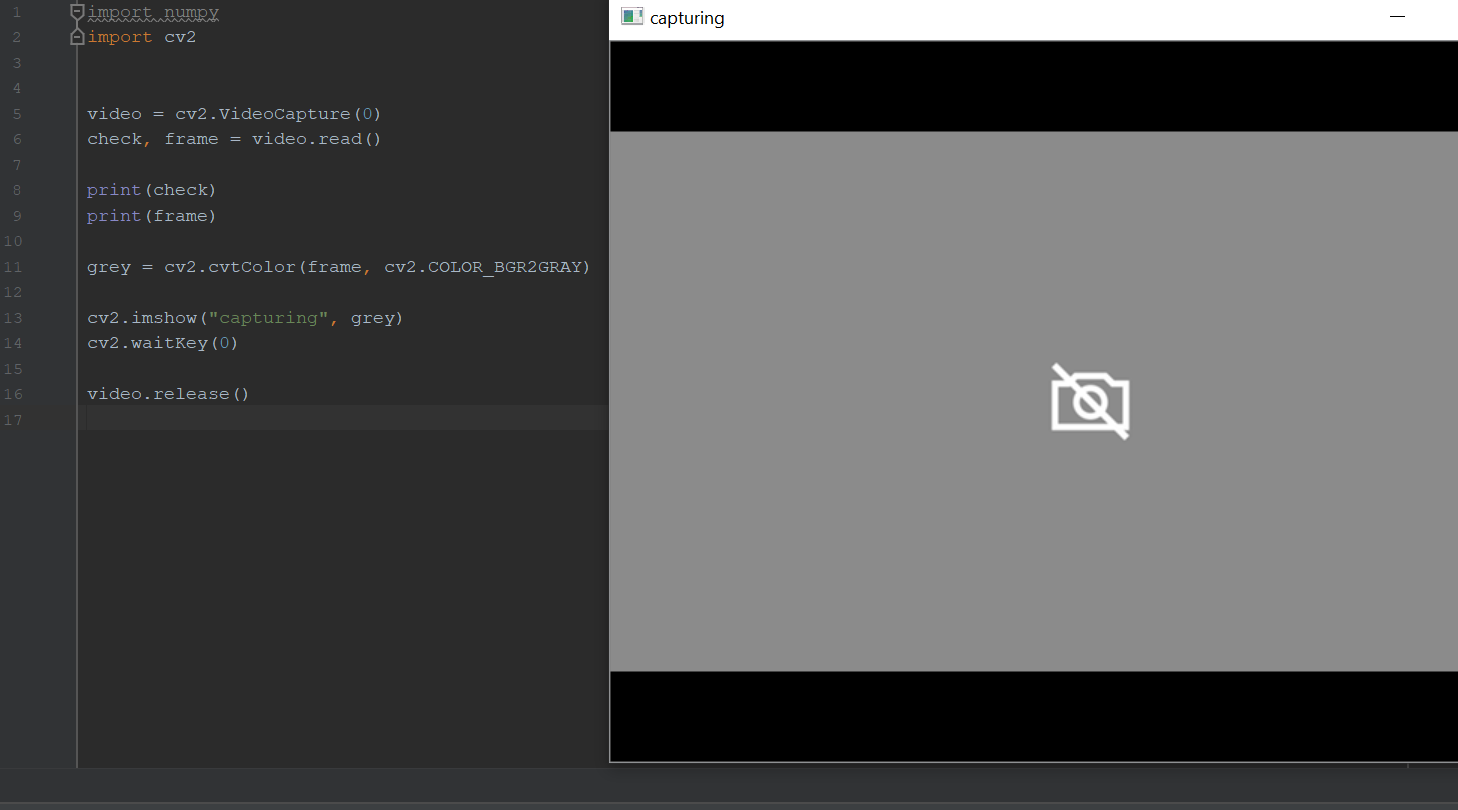 1 import numpy
2 import cv2
3
4
5 video = cv2.VideoCapture(0)
6 check, frame = video.read()
7
8 print(check)
9 print(frame)
10
11 grey = cv2.cvtColor(frame, cv2.COLOR_BGR2GRAY)
12
13 cv2.imshow("capturing", grey)
14 cv2.waitKey(0)
15
16 video.release()
17
capturing